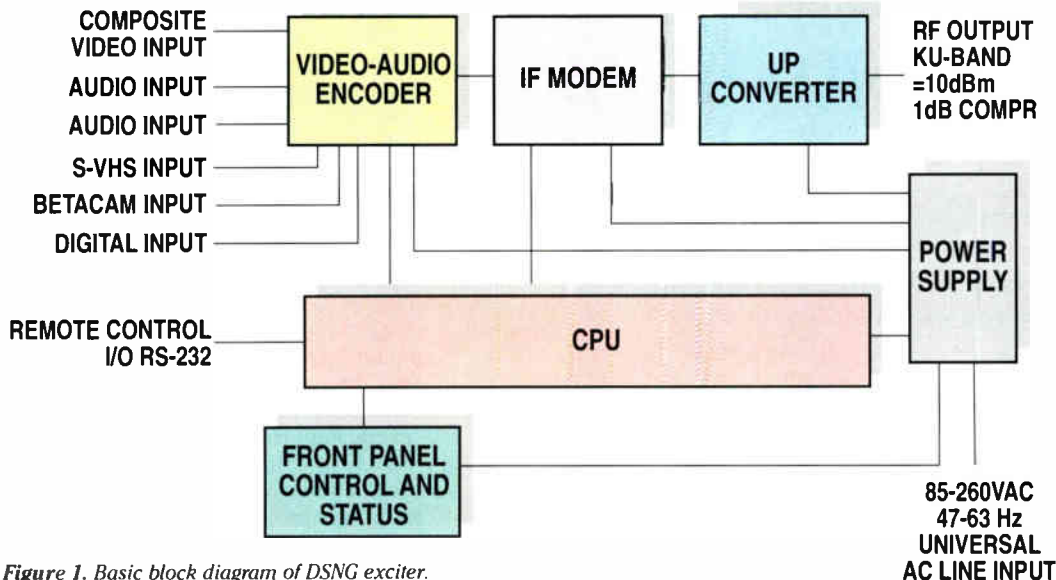 COMPOSITE
VIDEO INPUT
AUDIO INPUT
AUDIO INPUT
S-VHS INPUT
BETACAM INPUT
DIGITAL INPUT
VIDEO-AUDIO
ENCODER
IF MODEM
UP
CONVERTER
RF OUTPUT
KU-BAND
=10dBm
1dB COMPR
POWER
SUPPLY
REMOTE CONTROL
I/O RS-232
CPU
FRONT PANEL
CONTROL AND
STATUS
85-260VAC
47-63 Hz
UNIVERSAL
AC LINE INPUT
Figure 1. Basic block diagram of DSNG exciter.